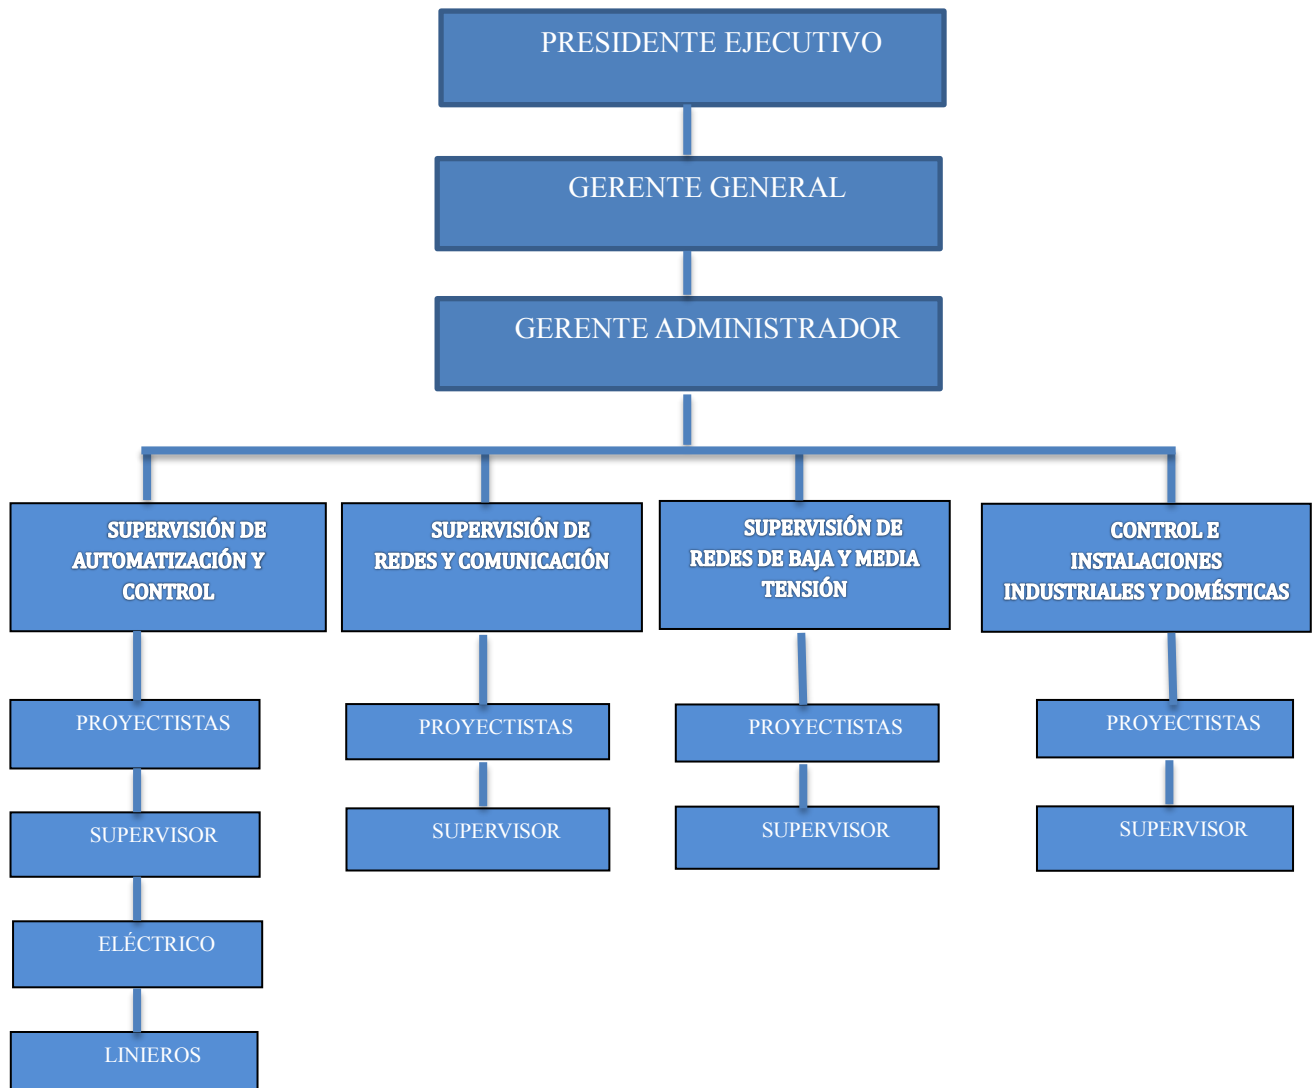 PRESIDENTE EJECUTIVO
GERENTE GENERAL
GERENTE ADMINISTRADOR
SUPERVISIÓN DE
AUTOMATIZACIÓN Y
CONTROL
SUPERVISIÓN DE
REDES Y COMUNICACIÓN
SUPERVISIÓN DE
REDES DE BAJA Y MEDIA
TENSIÓN
CONTROL E
INSTALACIONES
INDUSTRIALES Y DOMÉSTICAS
PROYECTISTAS
PROYECTISTAS
PROYECTISTAS
PROYECTISTAS
SUPERVISOR
SUPERVISOR
SUPERVISOR
SUPERVISOR
ELÉCTRICO
LINIEROS